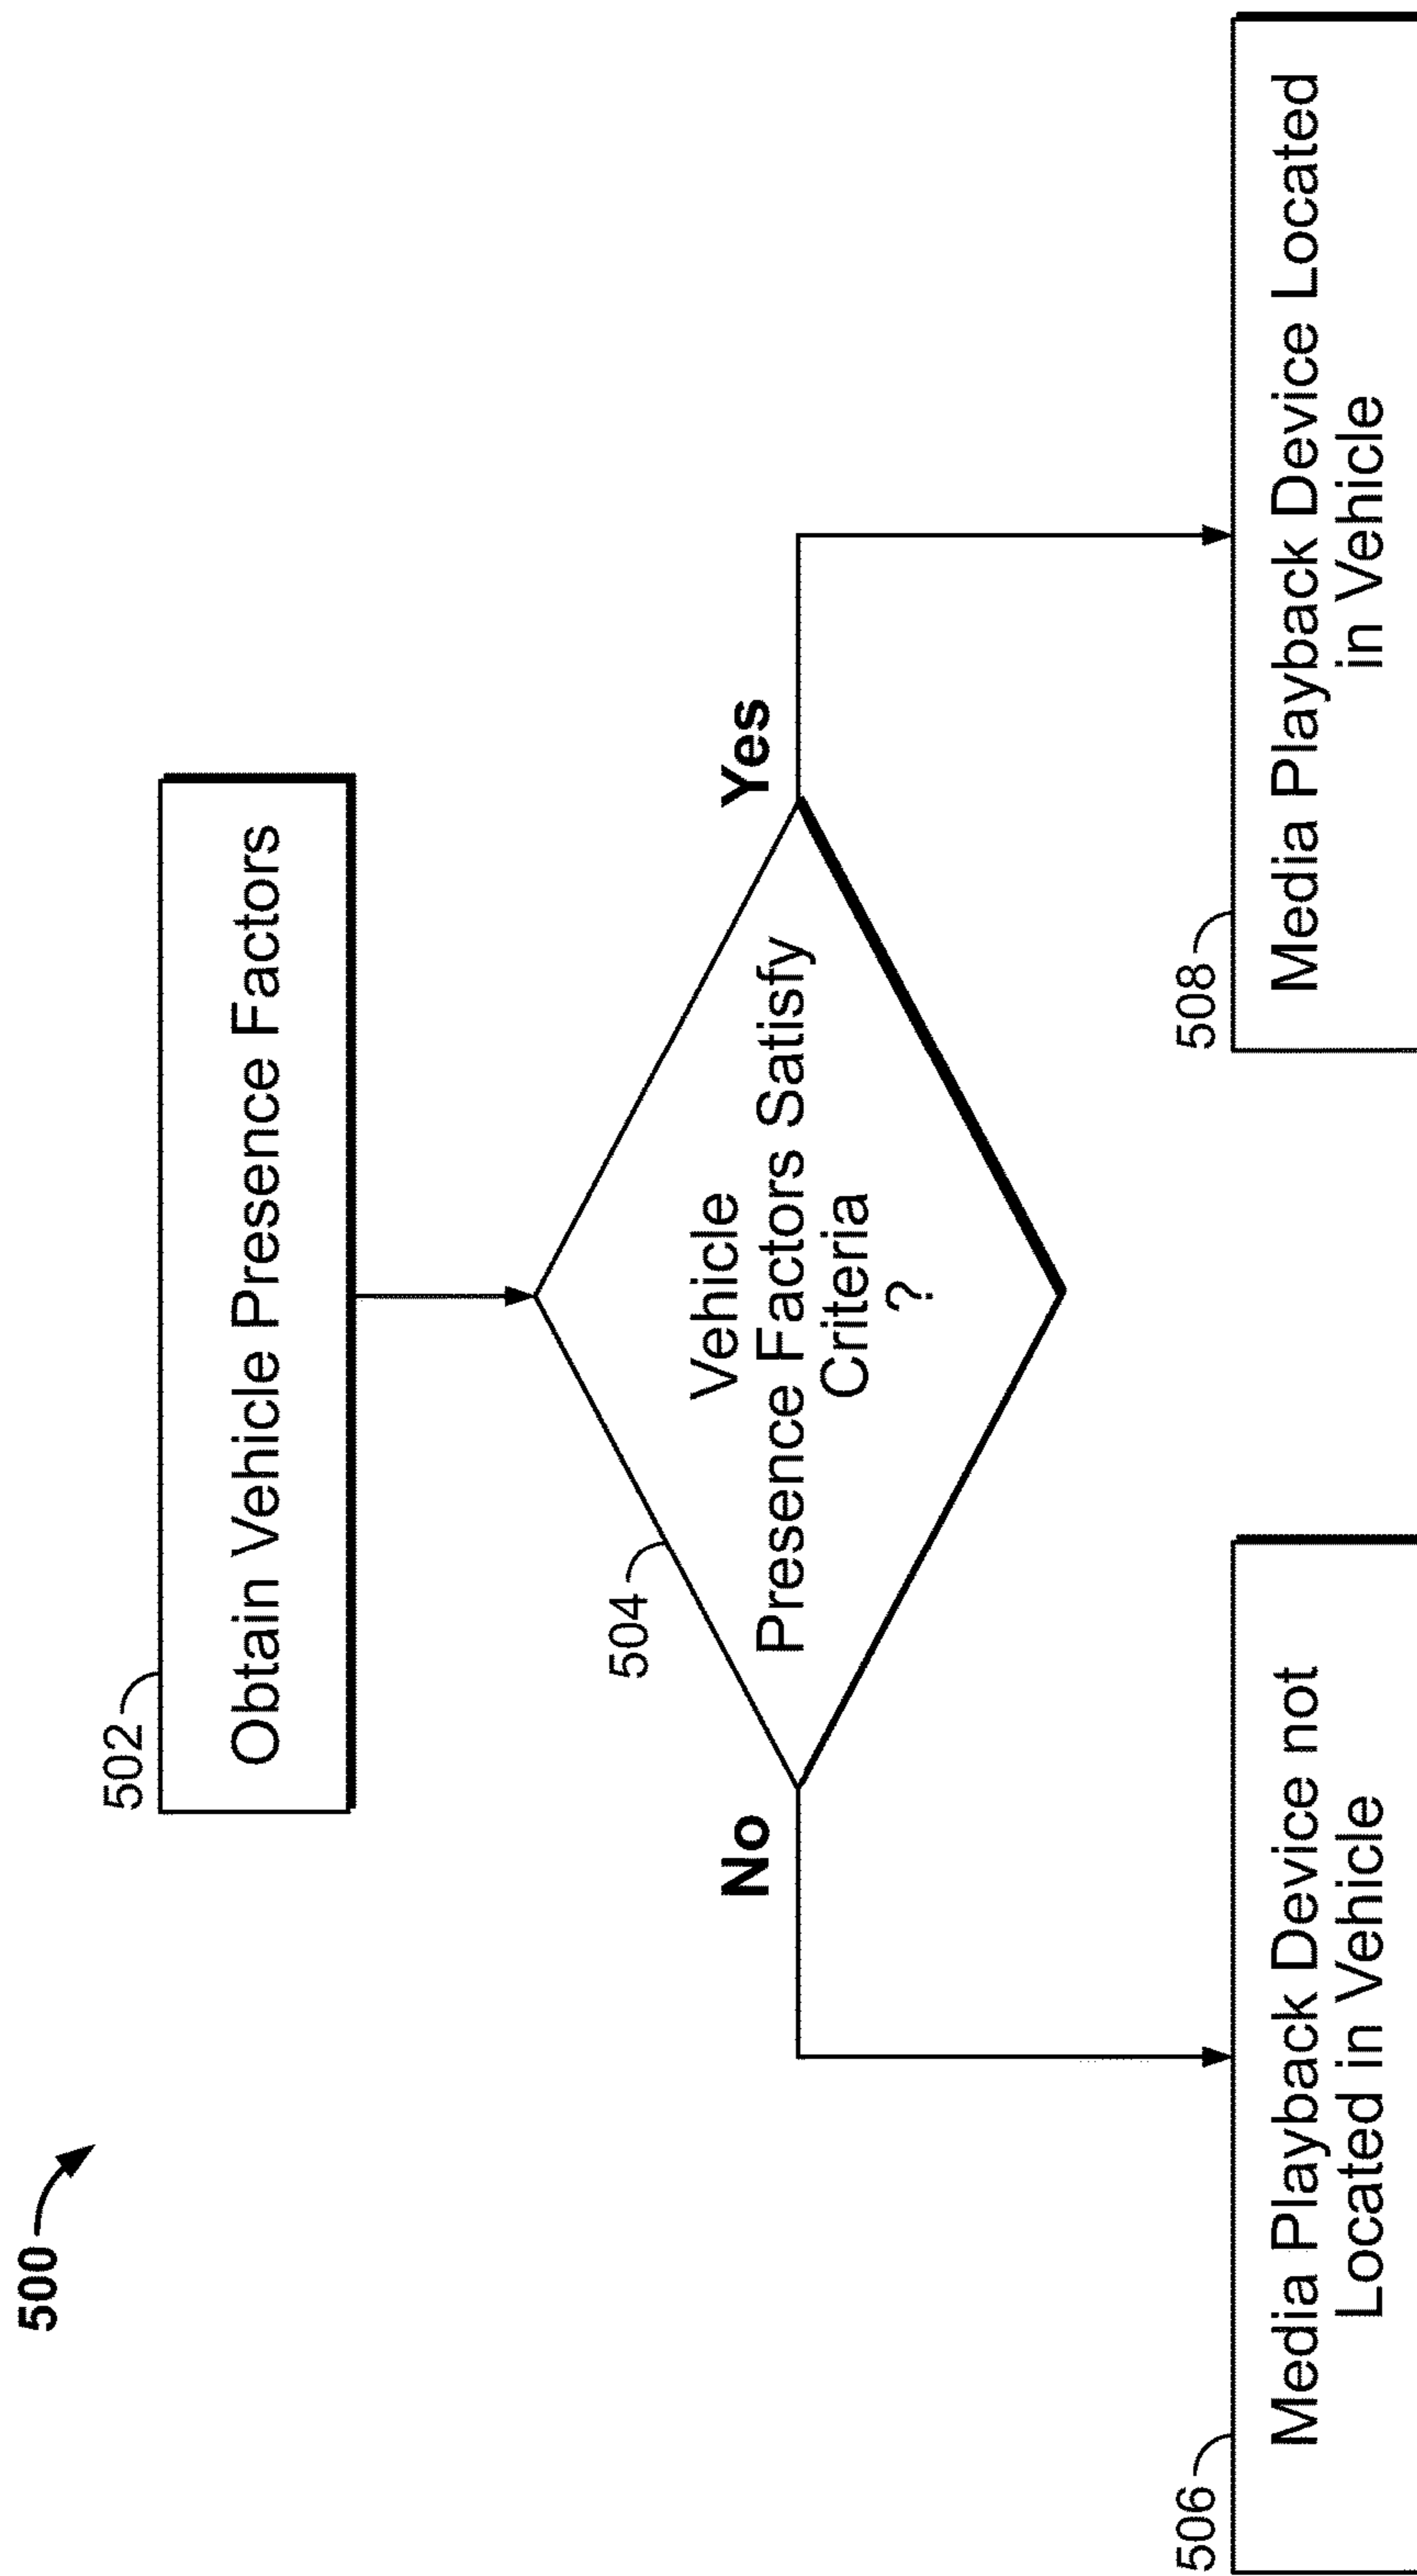 500
502
Obtain Vehicle Presence Factors
504
Vehicle
Presence Factors Satisfy
Criteria
?
No
Yes
506
Media Playback Device not
Located in Vehicle
508
Media Playback Device Located
in Vehicle